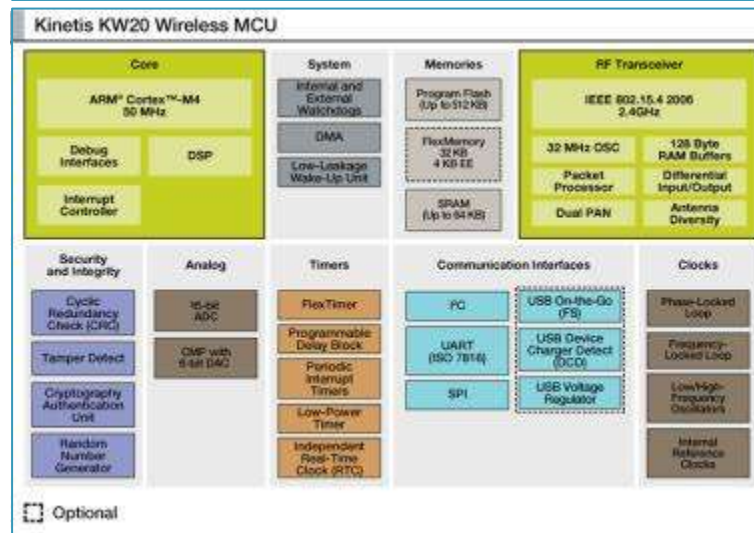 Kinetis KW20 Wireless MCU
Core
ARM® Cortex™-M4
50 MHz
Debug
Interfaces
DSP
Interrupt
Controller
System
Internal and
External
Watchdogs
DMA
Low-Leakage
Wake-Up Unit
Memories
Program Flash
(Up to 512 KB)
FlexMemory
32 KB
4 KB EE
SRAM
(Up to 64 KB)
RF Transceiver
IEEE 802.15.4 2006
2.4GHz
32 MHz OSC
128 Byte
RAM Buffers
Packet
Processor
Differential
Input/Output
Dual PAN
Antenna
Diversity
Security
and Integrity
Cyclic
Redundancy
Check (CRC)
Tamper Detect
Cryptography
Authentication
Unit
Random
Number
Generator
Analog
16-bit
ADC
CMP with
6-bit DAC
Timers
FlexTimer
Programmable
Delay Block
Periodic
Interrupt
Timers
Low-Power
Timer
Independent
Real-Time
Clock (RTC)
Communication Interfaces
I²C
UART
(ISO 7816)
SPI
USB On-the-Go
(FS)
USB Device
Charger Detect
(DCD)
USB Voltage
Regulator
Clocks
Phase-Locked
Loop
Frequency-
Locked Loop
Low/High-
Frequency
Oscillators
Internal
Reference
Clocks
Optional